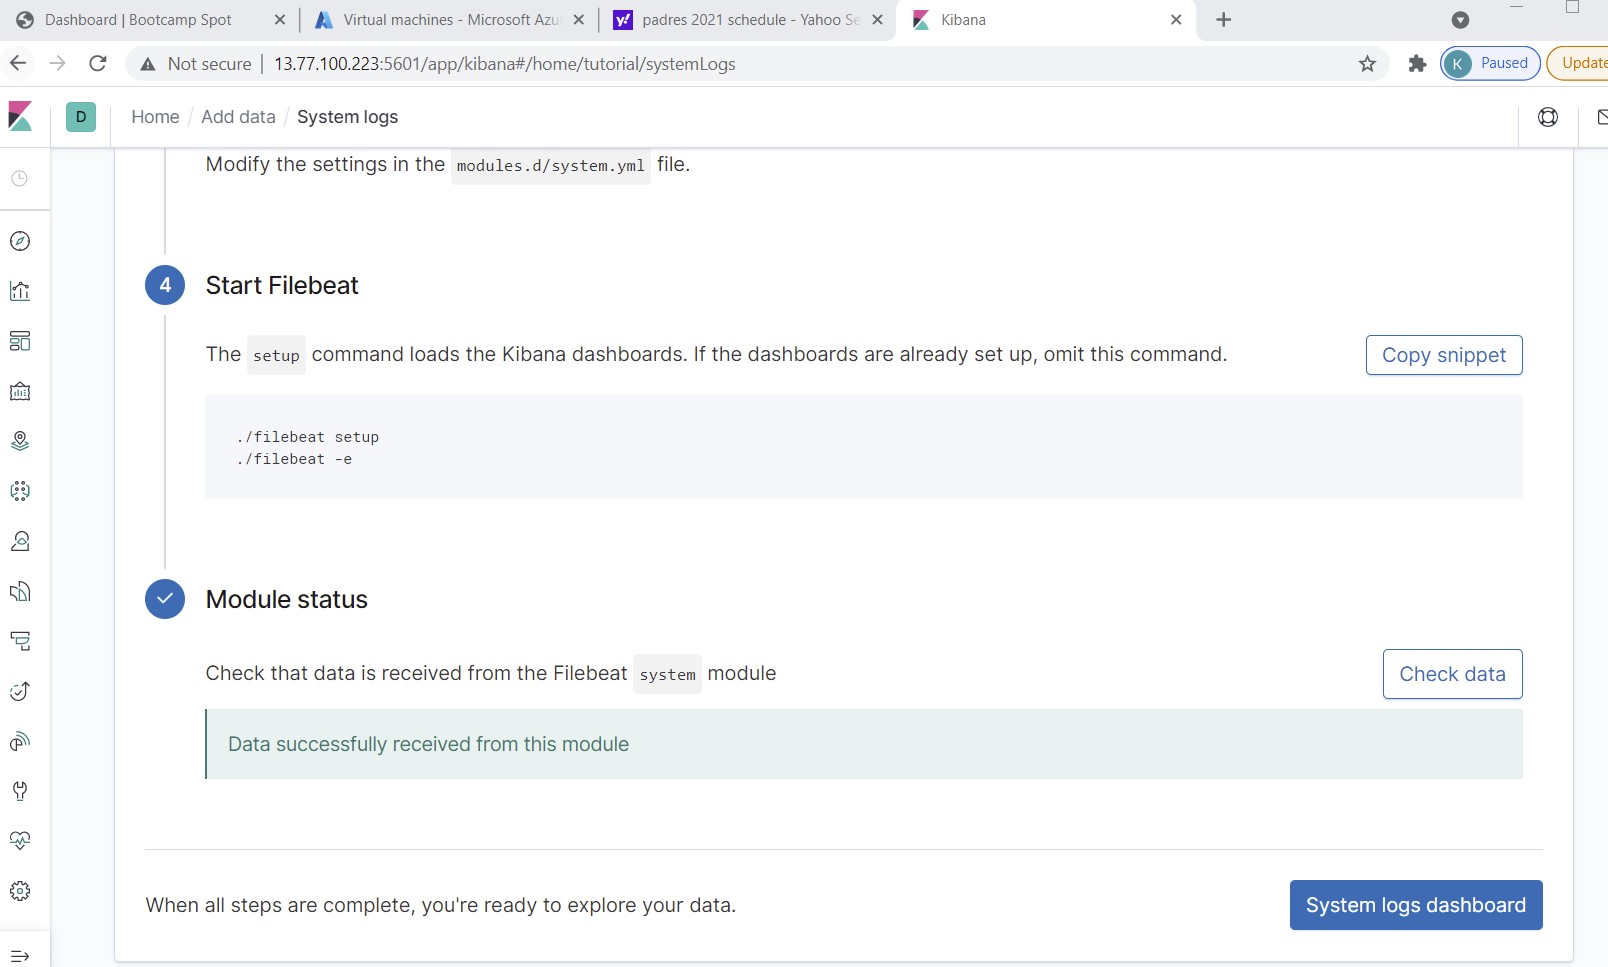 Dashboard | Bootcamp Spot
Virtual machines - Microsoft Azu
y!
padres 2021 schedule - Yahoo Se
Kibana
Not secure
13.77.100.223:5601/app/kibana#/home/tutorial/systemLogs
K
Paused
Update
D
Home / Add data / System logs
Modify the settings in the modules.d/system.yml file.
4
Start Filebeat
The setup command loads the Kibana dashboards. If the dashboards are already set up, omit this command.
Copy snippet
./filebeat setup
./filebeat -e
Module status
Check that data is received from the Filebeat system module
Check data
Data successfully received from this module
When all steps are complete, you're ready to explore your data.
System logs dashboard